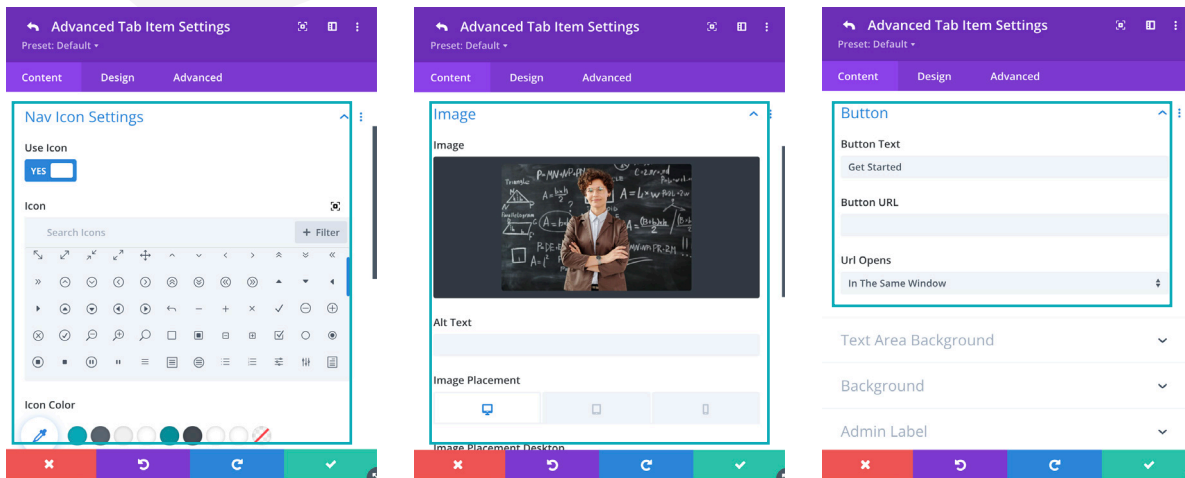 Advanced Tab Item Settings
Preset: Default
Content Design Advanced
Nav Icon Settings
Use Icon
YES
Icon
Search Icons
+ Filter
Icon Color
Advanced Tab Item Settings
Preset: Default
Content Design Advanced
Image
Image
Triangle
Parallelogram
Alt Text
Image Placement
Image Placement Desktop
Advanced Tab Item Settings
Preset: Default
Content Design Advanced
Button
Button Text
Get Started
Button URL
Url Opens
In The Same Window
Text Area Background
Background
Admin Label